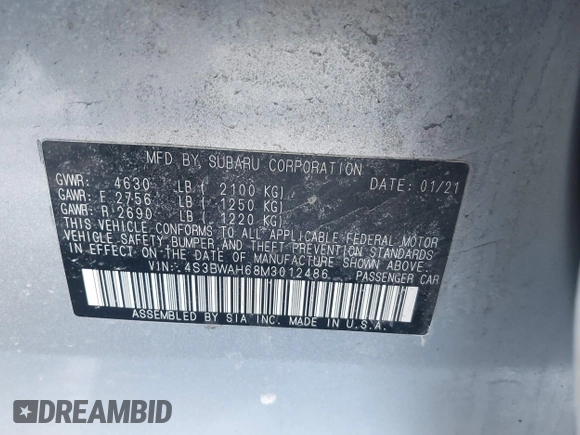 MFD BY SUBARU CORPORATION DATE: 01/21
GVWR: 4630 LB ( 2100 KG)
GAWR: F 2756 LB ( 1250 KG)
GAWR: R 2690 LB ( 1220 KG)
THIS VEHICLE CONFORMS TO ALL APPLICABLE FEDERAL MOTOR
VEHICLE SAFETY, BUMPER, AND THEFT PREVENTION STANDARDS
IN EFFECT ON THE DATE OF MANUFACTURE SHOWN ABOVE.
VIN: 4S3BWAH68M3012486 PASSENGER CAR
ASSEMBLED BY SIA INC. MADE IN U.S.A.
DREAMBID